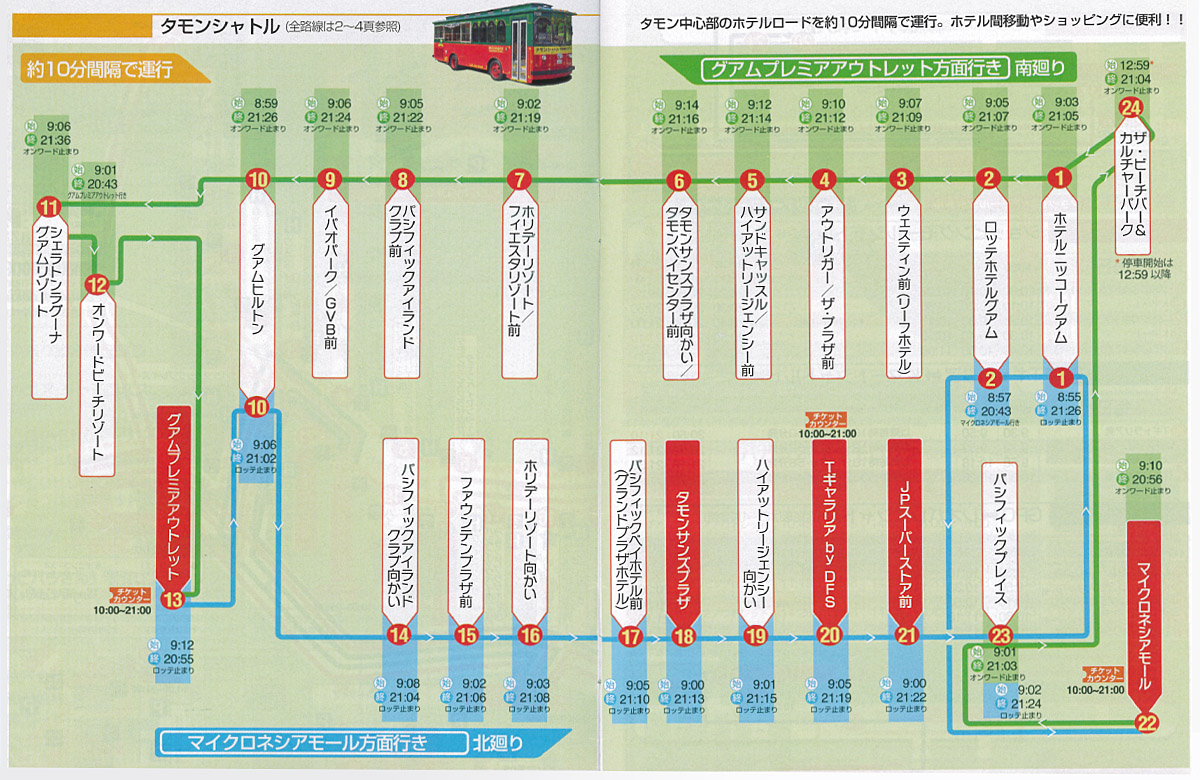 タモンシャトル (全路線は2〜4頁参照)
タモン中心部のホテルロードを約10分間隔で運行。ホテル間移動やショッピングに便利！！
約10分間隔で運行
グアムプレミアアウトレット方面行き 南廻り
始 9:06
終 21:36
オンワード止まり
始 9:01
終 20:43
グアムプレミアアウトレット行き
始 8:59
終 21:26
オンワード止まり
始 9:06
終 21:24
オンワード止まり
始 9:05
終 21:22
オンワード止まり
始 9:02
終 21:19
オンワード止まり
始 9:14
終 21:16
オンワード止まり
始 9:12
終 21:14
オンワード止まり
始 9:10
終 21:12
オンワード止まり
始 9:07
終 21:09
オンワード止まり
始 9:05
終 21:07
オンワード止まり
始 9:03
終 21:05
オンワード止まり
始 12:59*
終 21:04
オンワード止まり
11
シェラトンラグーナ
グアムリゾート
12
オンワードビーチリゾート
10
グアムヒルトン
10
9
イパオパーク／GVB前
8
パシフィックアイランド
クラブ前
7
ホリデーリゾート／
フィエスタリゾート前
6
タモンサンズプラザ向かい／
タモンベイセンター前
5
サンドキャッスル／
ハイアットリージェンシー前
4
アウトリガー／ザ・プラザ前
3
ウェスティン前(リーフホテル)
2
ロッテホテルグアム
2
1
ホテルニッコーグアム
1
24
ザ・ビーチバー＆
カルチャーパーク
*停車開始は
12:59以降
始 8:57
終 20:43
マイクロネシアモール行き
始 8:55
終 21:26
ロッテ止まり
始 9:06
終 21:02
ロッテ止まり
グアムプレミアアウトレット
13
チケット
カウンター
10:00~21:00
始 9:12
終 20:55
ロッテ止まり
パシフィックアイランド
クラブ向かい
14
始 9:08
終 21:04
ロッテ止まり
ファウンテンプラザ前
15
始 9:02
終 21:06
ロッテ止まり
ホリデーリゾート向かい
16
始 9:03
終 21:08
ロッテ止まり
パシフィックベイホテル前
(グランドプラザホテル)
17
始 9:05
終 21:10
ロッテ止まり
タモンサンズプラザ
18
始 9:00
終 21:13
ロッテ止まり
ハイアットリージェンシー
向かい
19
始 9:01
終 21:15
ロッテ止まり
チケット
カウンター
10:00~21:00
Tギャラリア by DFS
20
始 9:05
終 21:19
ロッテ止まり
JPスーパーストア前
21
始 9:00
終 21:22
ロッテ止まり
パシフィックプレイス
23
始 9:01
終 21:03
オンワード止まり
始 9:02
終 21:24
ロッテ止まり
始 9:10
終 20:56
オンワード止まり
マイクロネシアモール
22
チケット
カウンター
10:00~21:00
マイクロネシアモール方面行き 北廻り